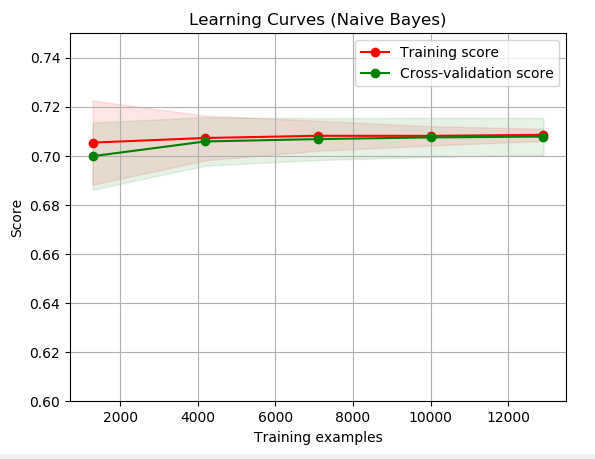 Learning Curves (Naive Bayes)
Training score
Cross-validation score
0.74
0.72
0.70
0.68
0.66
0.64
0.62
0.60
Score
2000 4000 6000 8000 10000 12000
Training examples